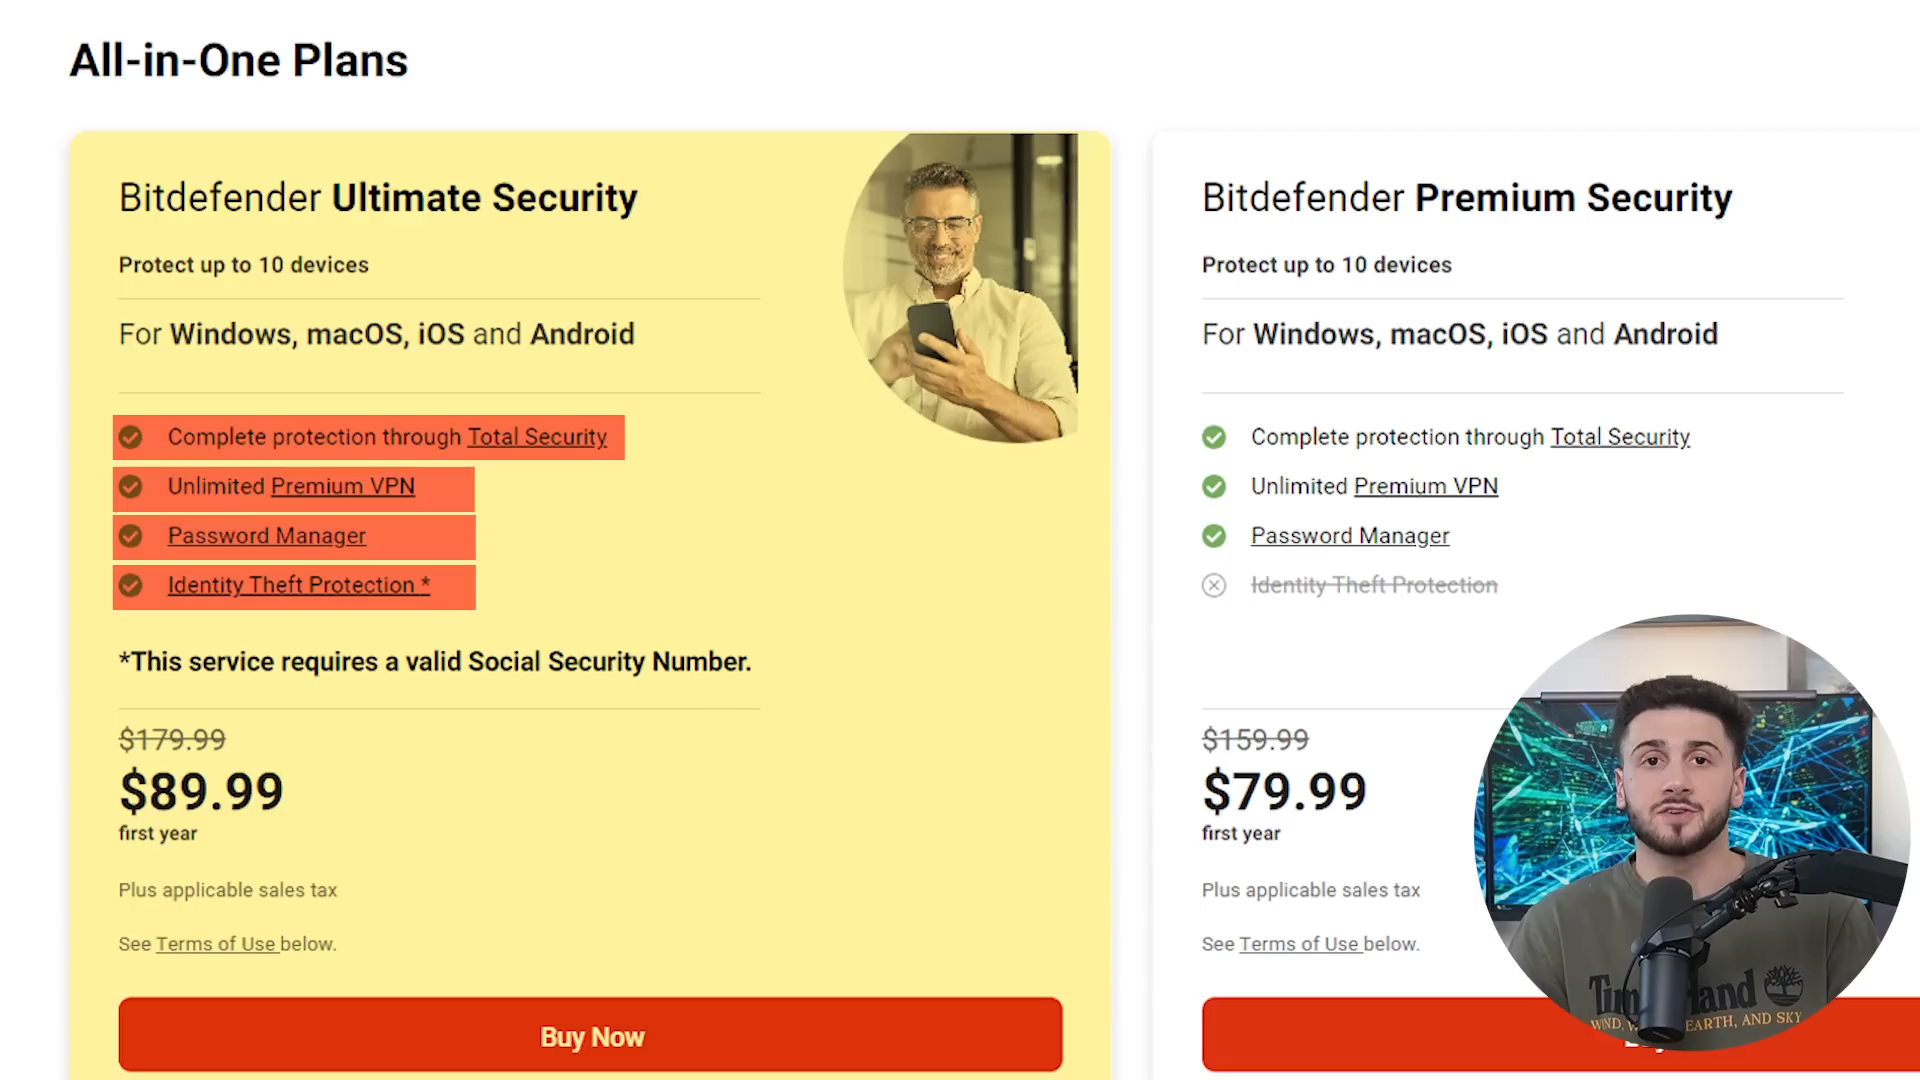 All-in-One Plans
Bitdefender Ultimate Security
Protect up to 10 devices
For Windows, macOS, iOS and Android
Complete protection through Total Security
Unlimited Premium VPN
Password Manager
Identity Theft Protection *
*This service requires a valid Social Security Number.
$179.99
$89.99
first year
Plus applicable sales tax
See Terms of Use below.
Buy Now
Bitdefender Premium Security
Protect up to 10 devices
For Windows, macOS, iOS and Android
Complete protection through Total Security
Unlimited Premium VPN
Password Manager
Identity Theft Protection
$159.99
$79.99
first year
Plus applicable sales tax
See Terms of Use below.
WIND, EARTH, AND SKY